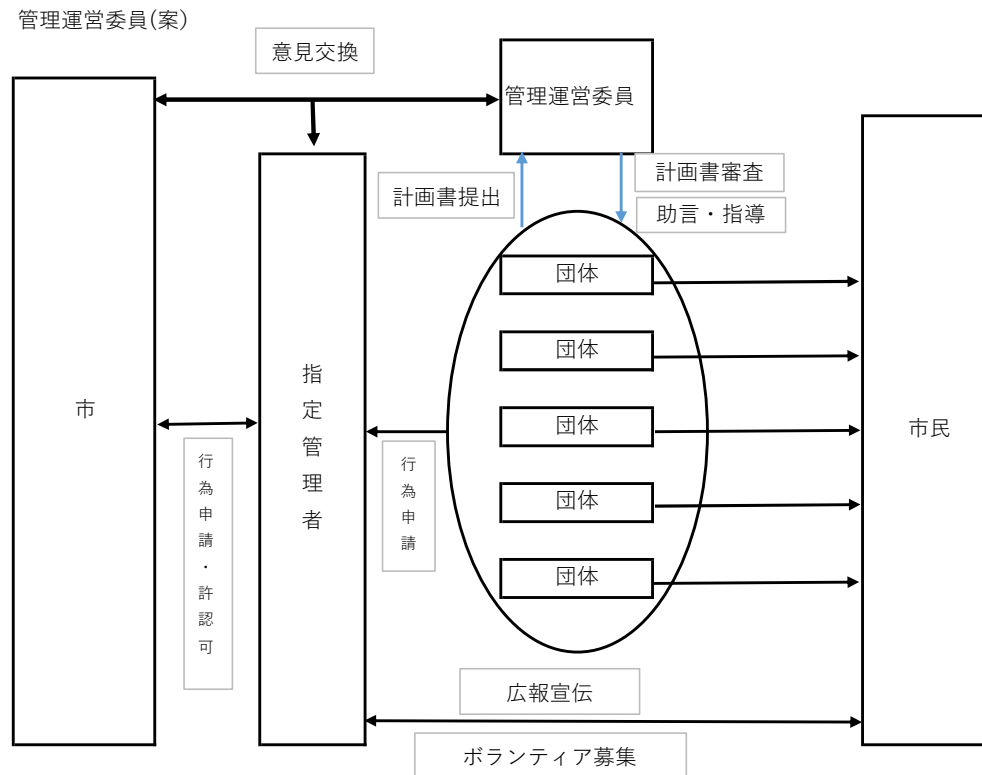 管理運営委員(案)
意見交換
管理運営委員
計画書提出
計画書審査
助言・指導
団体
団体
団体
団体
団体
市
指定管理者
市民
行為申請・許認可
行為申請
広報宣伝
ボランティア募集